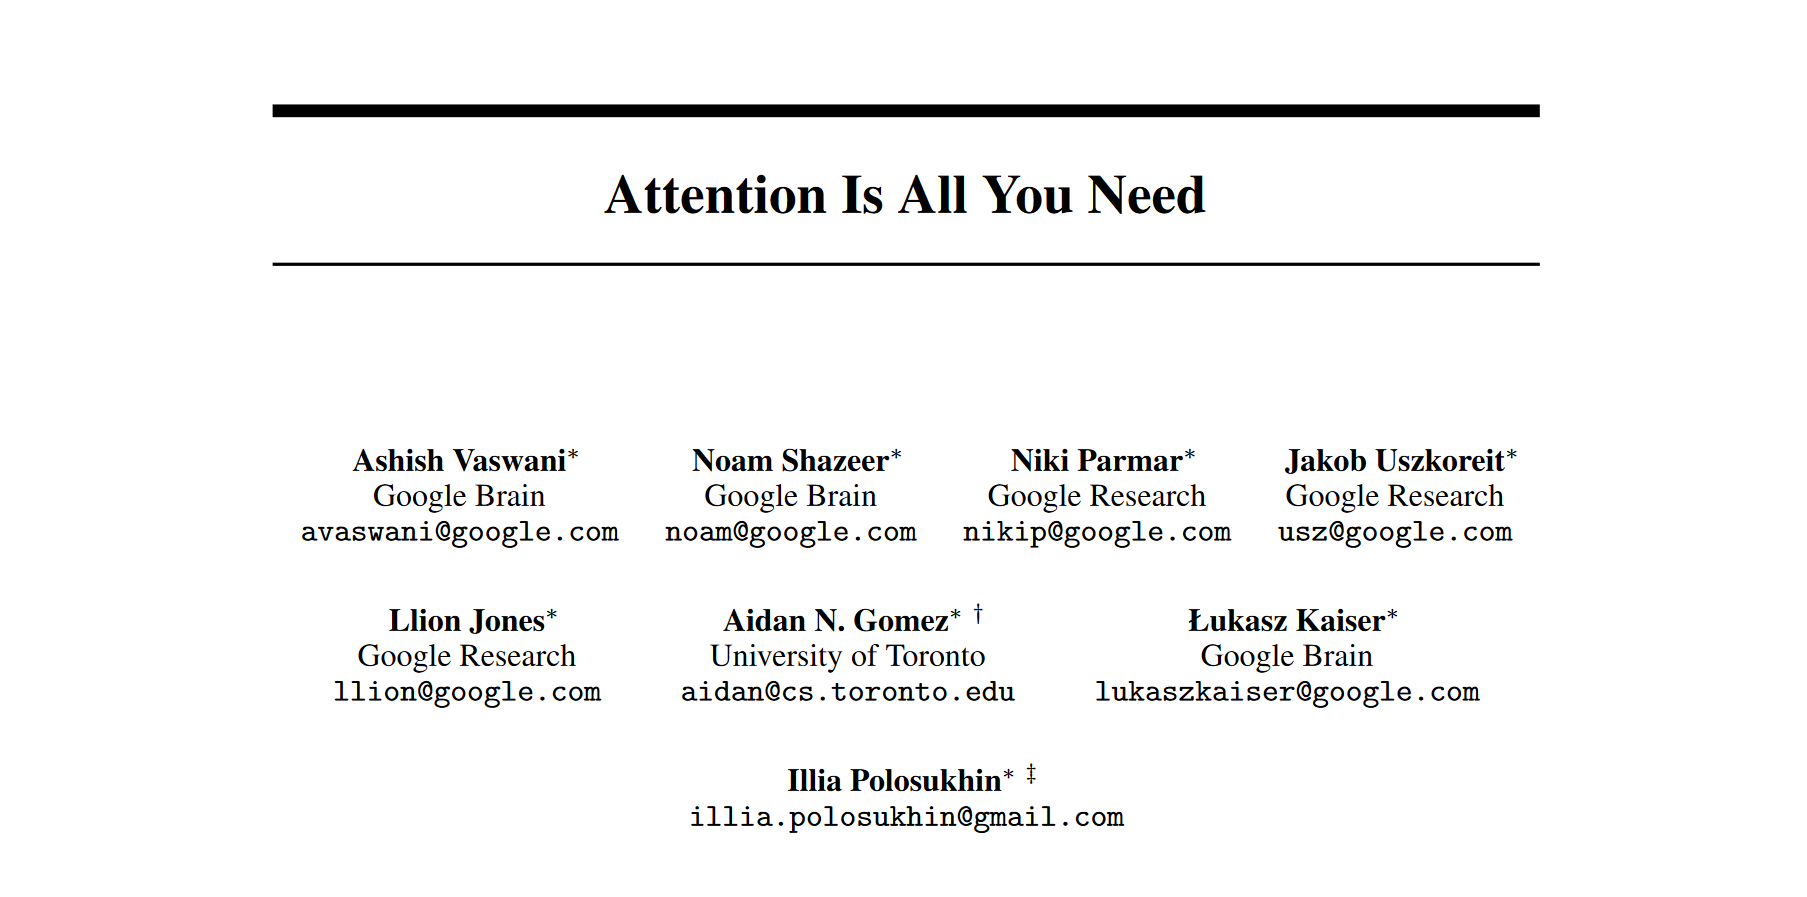 Attention Is All You Need
Ashish Vaswani* Noam Shazeer* Niki Parmar* Jakob Uszkoreit*
Google Brain Google Brain Google Research Google Research
avaswani@google.com noam@google.com nikip@google.com usz@google.com
Llion Jones* Aidan N. Gomez* † Łukasz Kaiser*
Google Research University of Toronto Google Brain
llion@google.com aidan@cs.toronto.edu lukaszkaiser@google.com
Illia Polosukhin* ‡
illia.polosukhin@gmail.com